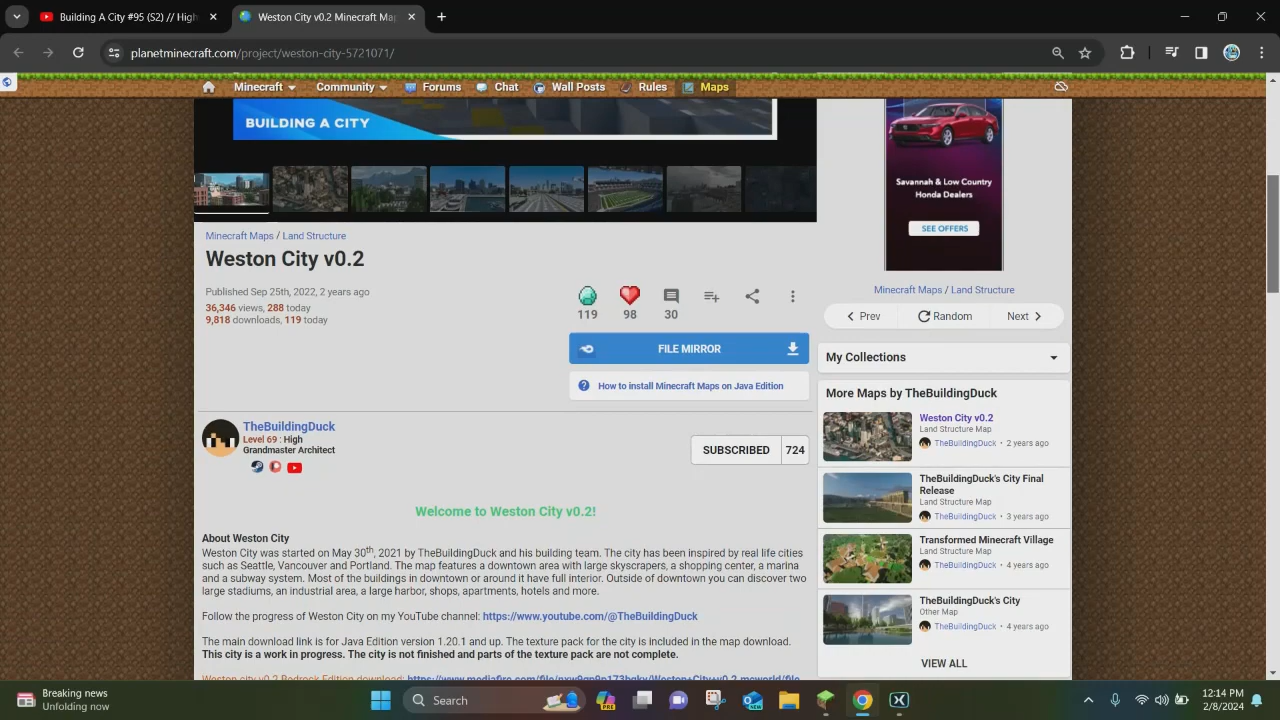 Building A City #95 (S2) // High
Weston City v0.2 Minecraft Ma
planetminecraft.com/project/weston-city-5721071/
Minecraft Community Forums Chat Wall Posts Rules Maps
BUILDING A CITY
Savannah & Low Country
Honda Dealers
SEE OFFERS
Minecraft Maps / Land Structure
Weston City v0.2
Published Sep 25th, 2022, 2 years ago
36,346 views, 288 today
9,818 downloads, 119 today
119 98 30
FILE MIRROR
How to install Minecraft Maps on Java Edition
Minecraft Maps / Land Structure
Prev Random Next
My Collections
TheBuildingDuck
Level 69 : High
Grandmaster Architect
SUBSCRIBED 724
Welcome to Weston City v0.2!
About Weston City
Weston City was started on May 30th, 2021 by TheBuildingDuck and his building team. The city has been inspired by real life cities
such as Seattle, Vancouver and Portland. The map features a downtown area with large skyscrapers, a shopping center, a marina
and a subway system. Most of the buildings in downtown or around it have full interior. Outside of downtown you can discover two
large stadiums, an industrial area, a large harbor, shops, apartments, hotels and more.
Follow the progress of Weston City on my YouTube channel: https://www.youtube.com/@TheBuildingDuck
The main download link is for Java Edition version 1.20.1 and up. The texture pack for the city is included in the map download.
This city is a work in progress. The city is not finished and parts of the texture pack are not complete.
More Maps by TheBuildingDuck
Weston City v0.2
Land Structure Map
TheBuildingDuck • 2 years ago
TheBuildingDuck's City Final
Release
Land Structure Map
TheBuildingDuck • 3 years ago
Transformed Minecraft Village
Land Structure Map
TheBuildingDuck • 4 years ago
TheBuildingDuck's City
Other Map
TheBuildingDuck • 4 years ago
VIEW ALL
Breaking news
Unfolding now
Search
PRE
12:14 PM
2/8/2024